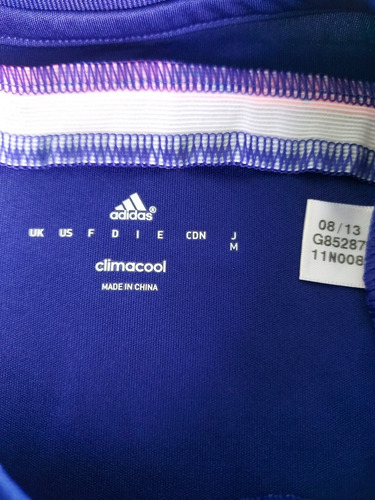 adidas®
UK US F D I E CDN J
M
climacool
MADE IN CHINA
08/13
G85287
11N008